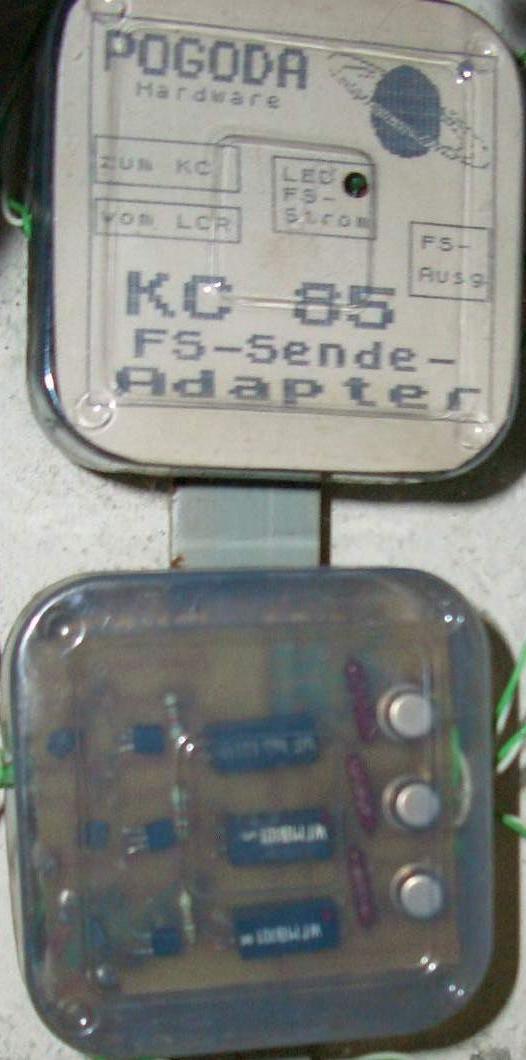 POGODA
Hardware
zum KC
LED
FS-
Strom
vom LCR
FS-
Ausg.
KC 85
FS-Sende-
Adapter